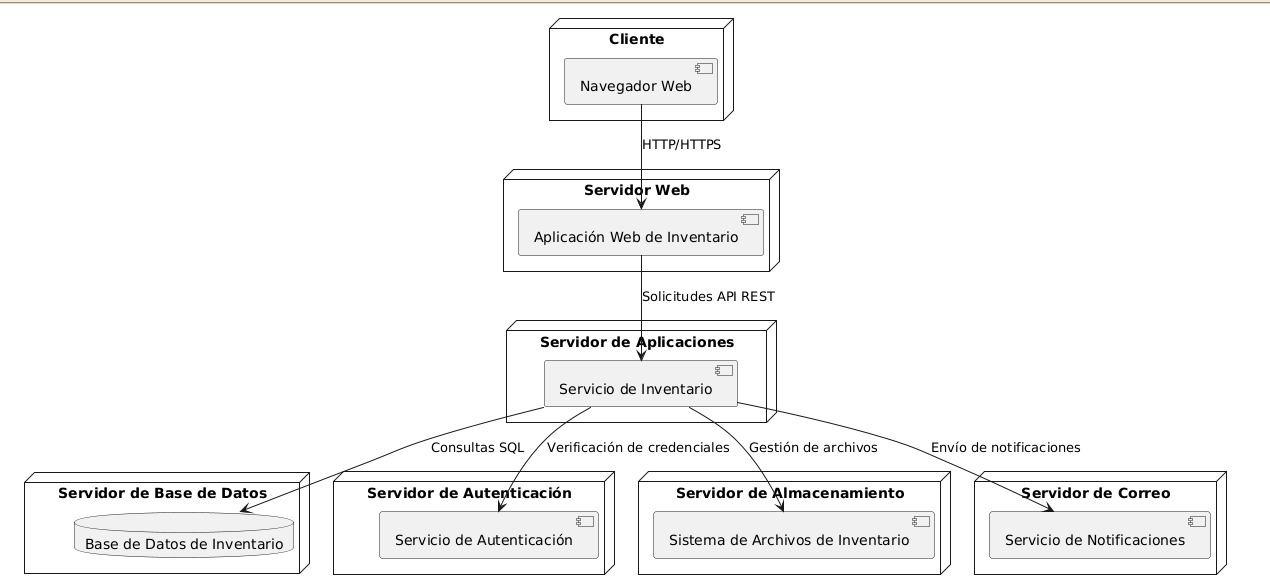 Cliente
Navegador Web
HTTP/HTTPS
Servidor Web
Aplicación Web de Inventario
Solicitudes API REST
Servidor de Aplicaciones
Servicio de Inventario
Consultas SQL
Verificación de credenciales
Gestión de archivos
Envío de notificaciones
Servidor de Base de Datos
Servidor de Autenticación
Servidor de Almacenamiento
Servidor de Correo
Base de Datos de Inventario
Servicio de Autenticación
Sistema de Archivos de Inventario
Servicio de Notificaciones